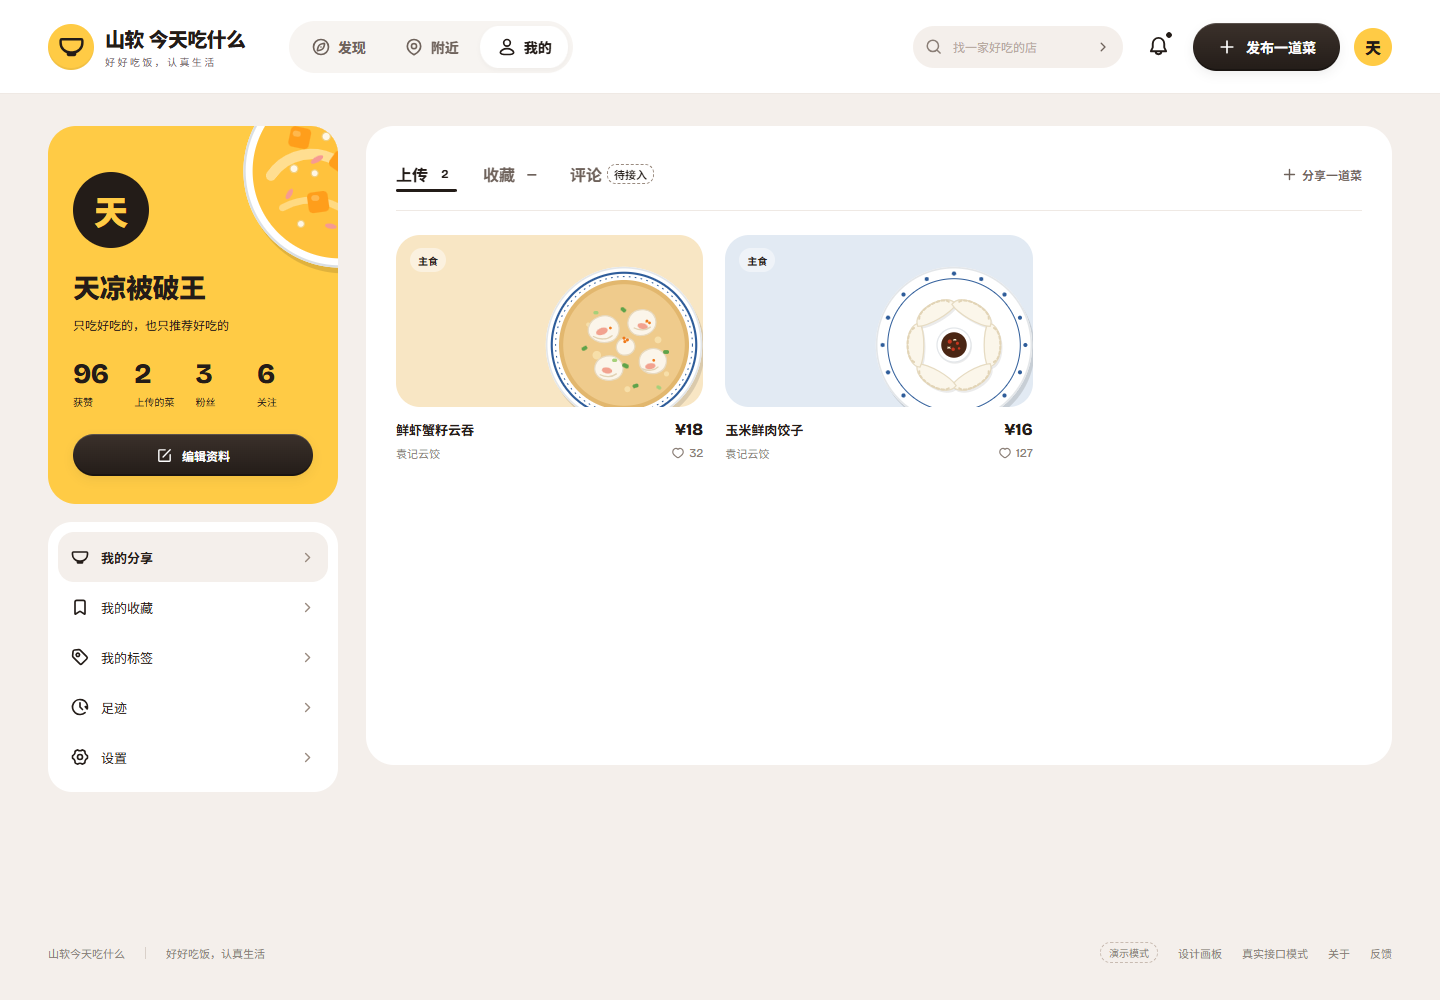 山软 今天吃什么
好好吃饭，认真生活
发现
附近
我的
找一家好吃的店
发布一道菜
天
天
天凉被破王
只吃好吃的，也只推荐好吃的
96 2 3 6
获赞 上传的菜 粉丝 关注
编辑资料
我的分享
我的收藏
我的标签
足迹
设置
上传 2
收藏 –
评论 待接入
分享一道菜
主食
鲜虾蟹籽云吞 ¥18
袁记云饺 32
主食
玉米鲜肉饺子 ¥16
袁记云饺 127
山软今天吃什么
好好吃饭，认真生活
演示模式
设计画板
真实接口模式
关于
反馈